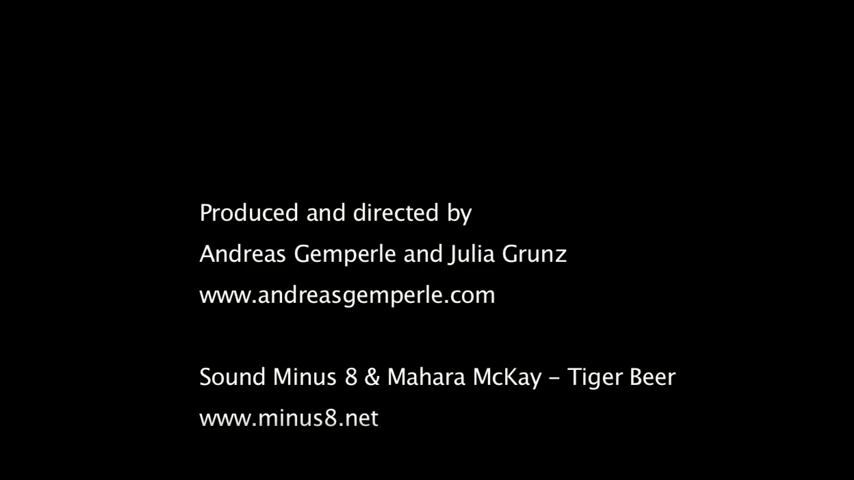 Produced and directed by
Andreas Gemperle and Julia Grunz
www.andreasgemperle.com
Sound Minus 8 & Mahara McKay – Tiger Beer
www.minus8.net